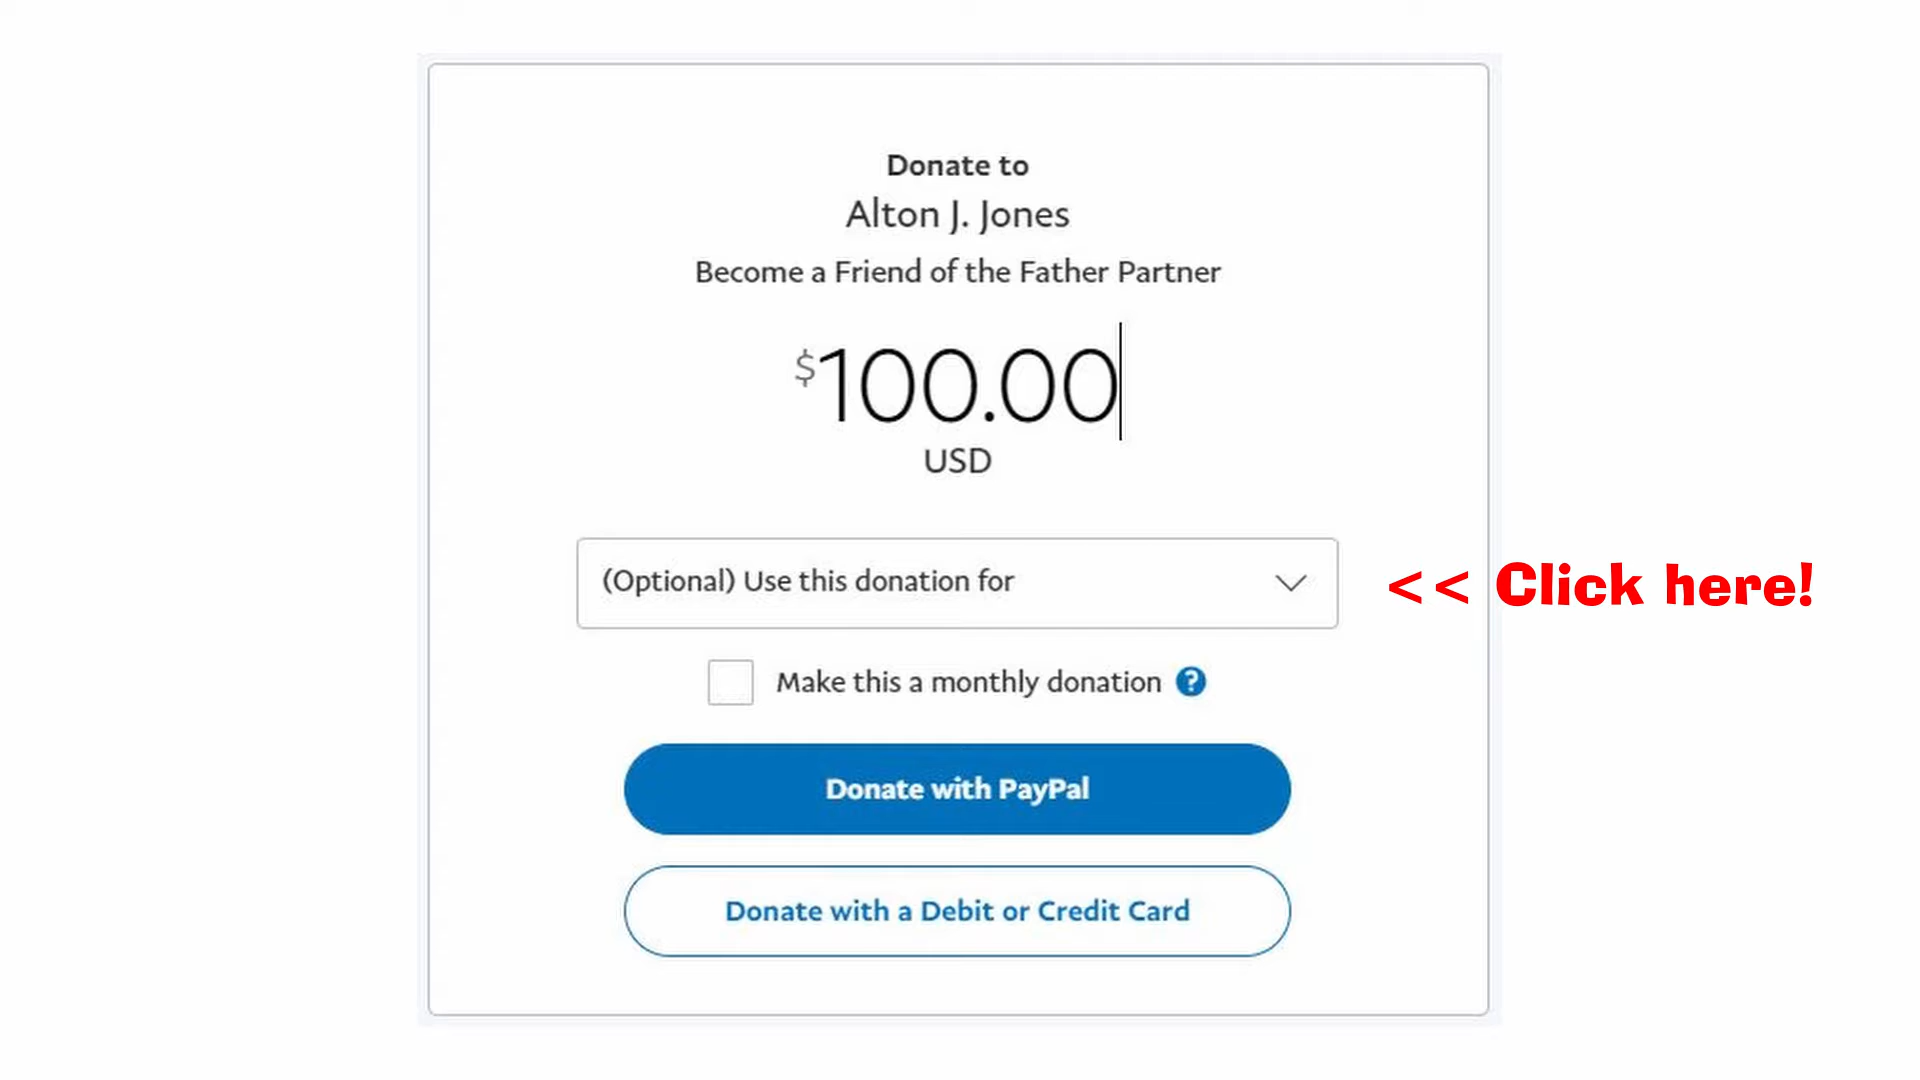 Donate to
Alton J. Jones
Become a Friend of the Father Partner
$100.00
USD
(Optional) Use this donation for
<< Click here!
Make this a monthly donation ?
Donate with PayPal
Donate with a Debit or Credit Card